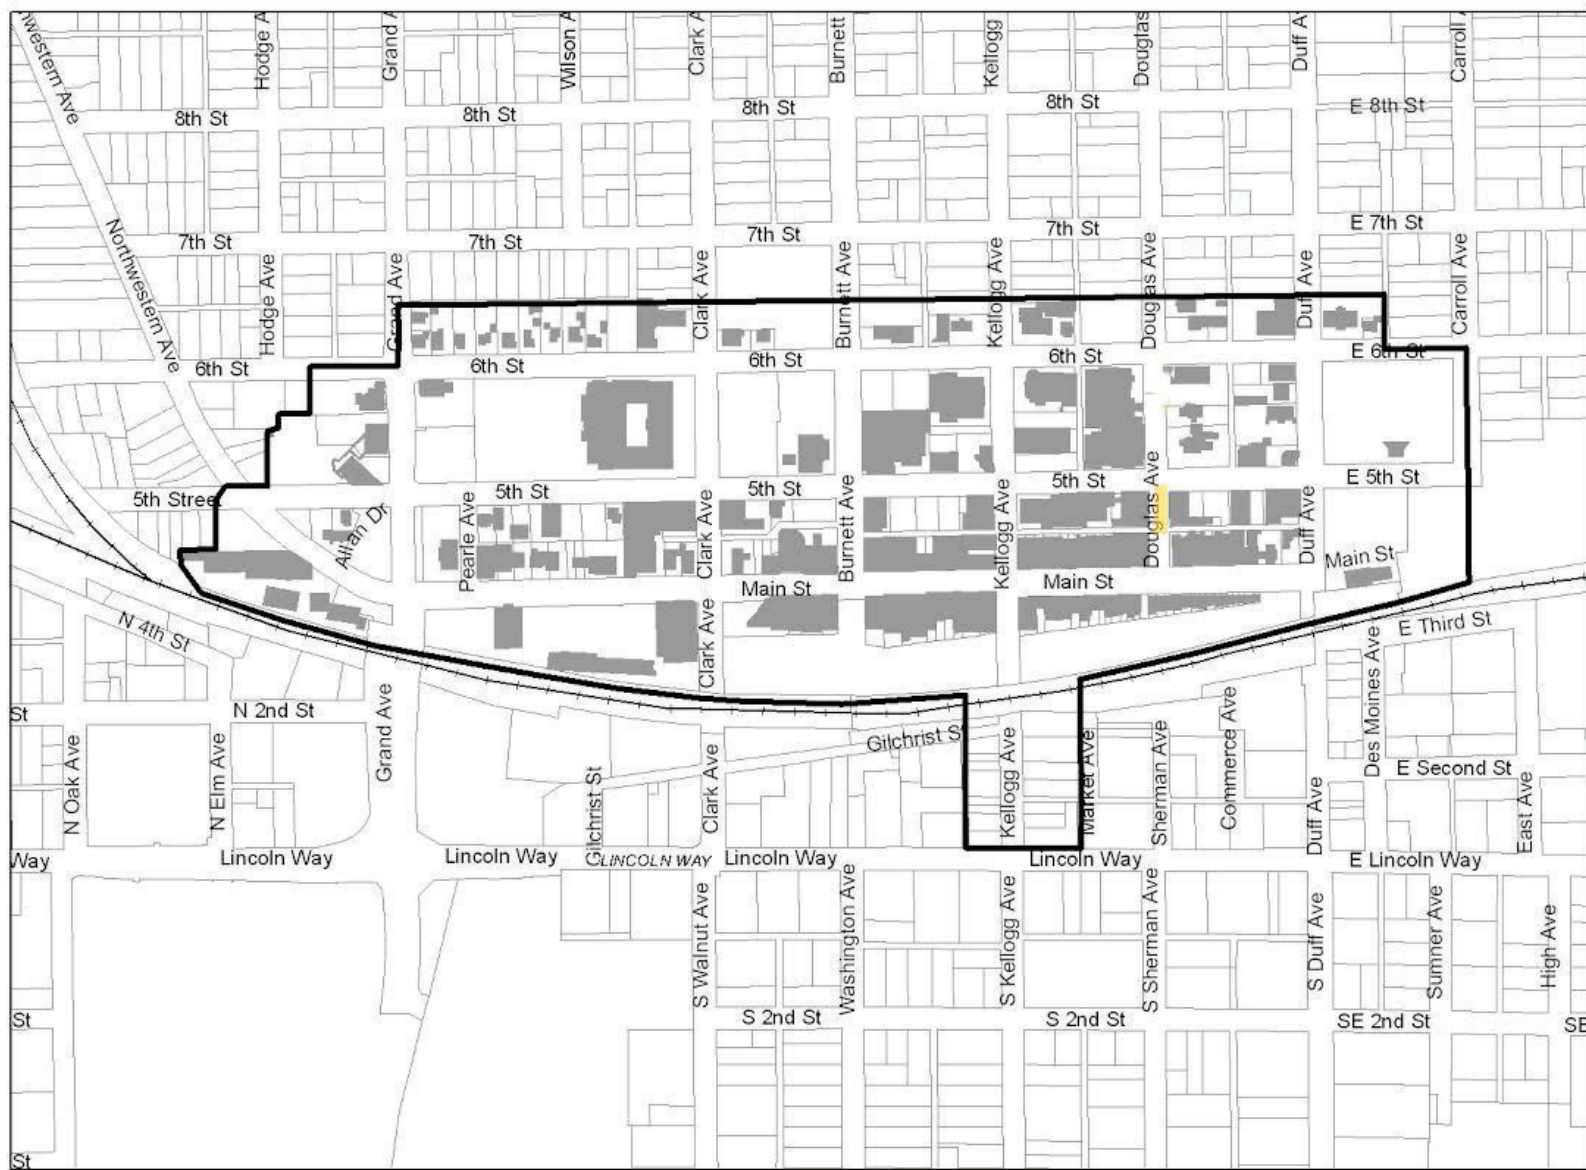 nwestern Ave
Hodge A
Grand A
Wilson A
Clark A
Burnett
Kellogg
Douglas
Duff Av
Carroll A
8th St
8th St
8th St
8th St
E 8th St
Northwestern Ave
7th St
7th St
7th St
7th St
E 7th St
Hodge Ave
Grand Ave
Clark Ave
Burnett Ave
Kellogg Ave
Douglas Ave
Duff Ave
Carroll Ave
6th St
6th St
6th St
6th St
E 6th St
5th Street
5th St
5th St
5th St
E 5th St
Allan Dr
Pearle Ave
Clark Ave
Burnett Ave
Kellogg Ave
Douglas Ave
Duff Ave
Main St
Main St
Main St
N 4th St
Clark Ave
E Third St
St
N 2nd St
Grand Ave
Gilchrist St
Des Moines Ave
N Oak Ave
N Elm Ave
Gilchrist St
Clark Ave
Kellogg Ave
Market Ave
Sherman Ave
Commerce Ave
Duff Ave
E Second St
East Ave
Way
Lincoln Way
Lincoln Way
LINCOLN WAY
Lincoln Way
Lincoln Way
E Lincoln Way
S Walnut Ave
Washington Ave
S Kellogg Ave
S Sherman Ave
S Duff Ave
Sumner Ave
High Ave
St
S 2nd St
S 2nd St
SE 2nd St
SE
St